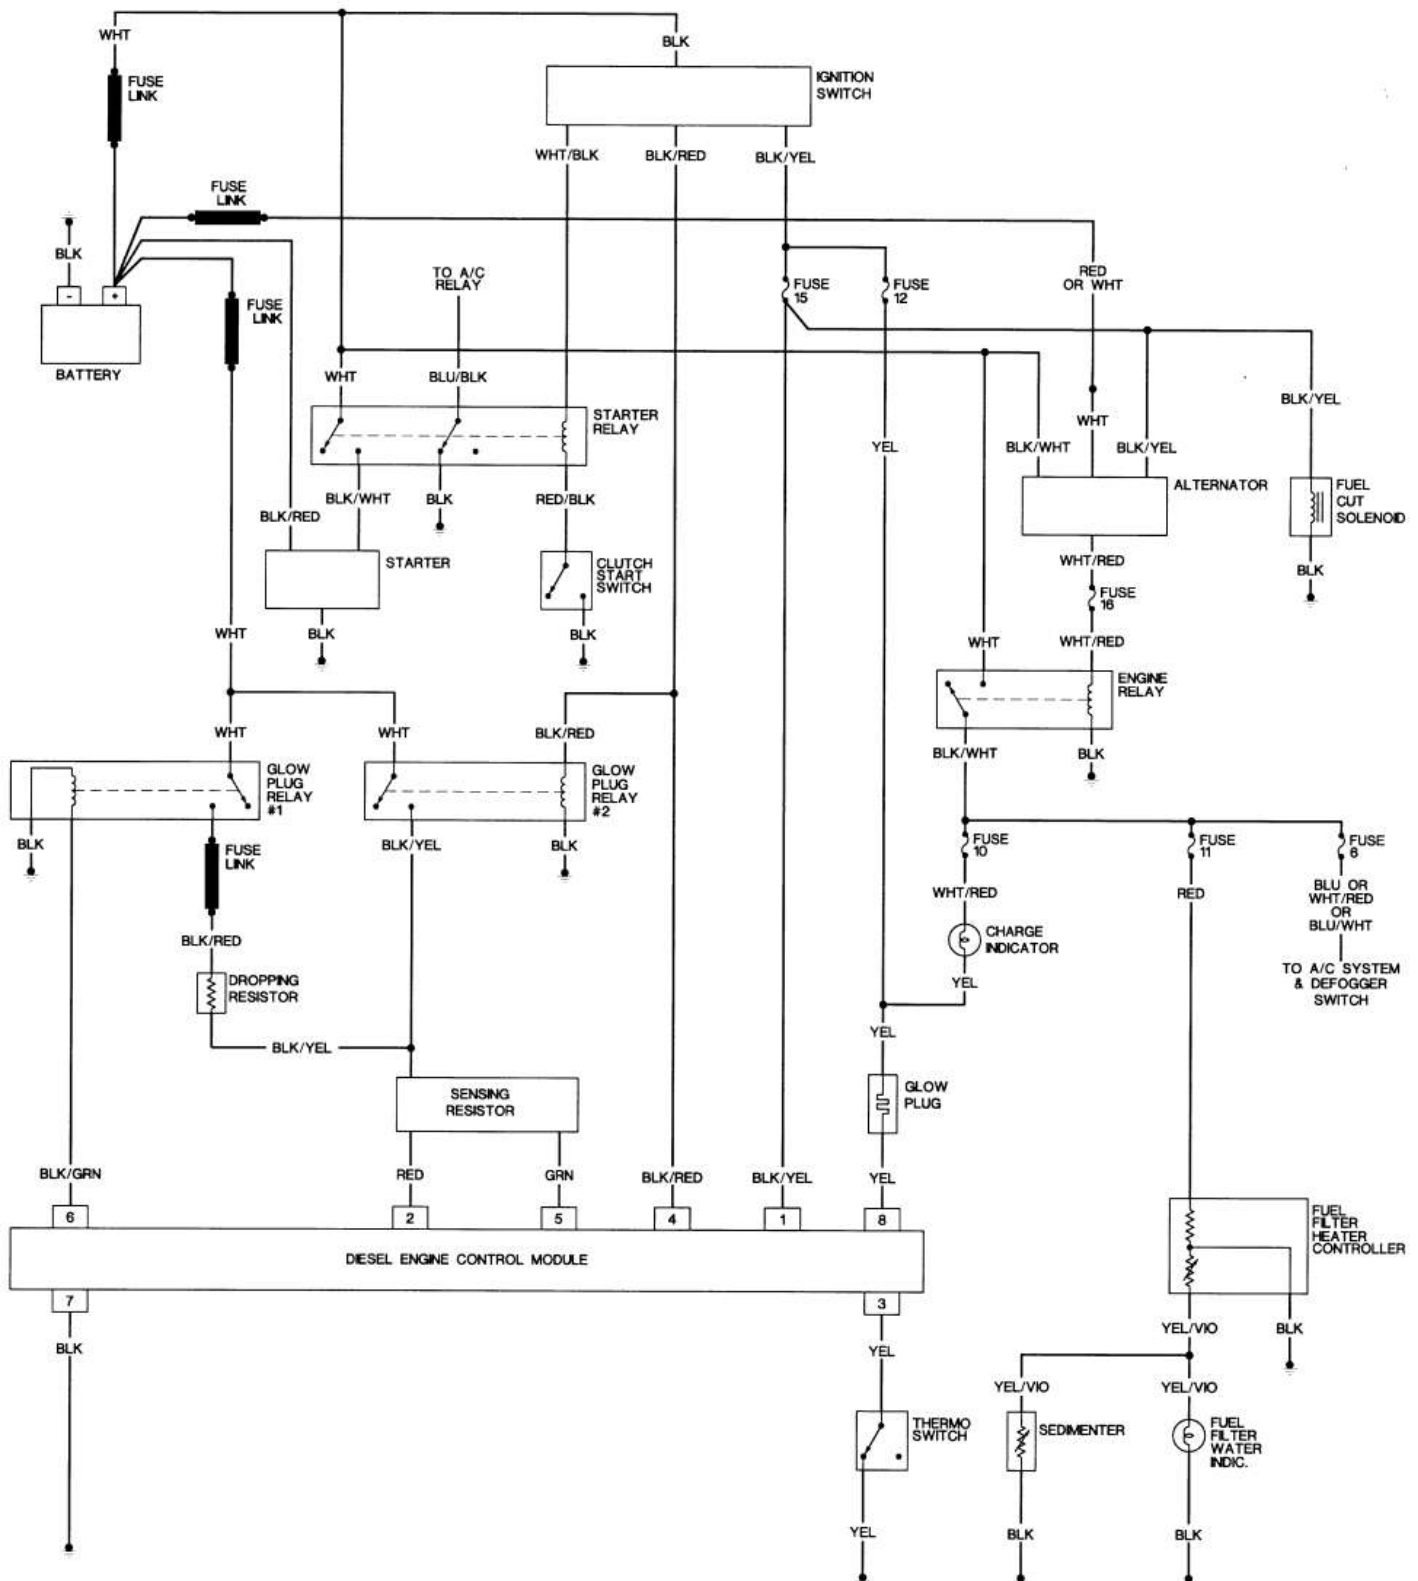 WHT
BLK
FUSE
LINK
IGNITION
SWITCH
WHT/BLK
BLK/RED
BLK/YEL
FUSE
LINK
BLK
-
+
BATTERY
FUSE
LINK
TO A/C
RELAY
FUSE
15
FUSE
12
RED
OR WHT
WHT
BLU/BLK
STARTER
RELAY
YEL
BLK/WHT
WHT
BLK/YEL
BLK/YEL
BLK/RED
BLK/WHT
BLK
RED/BLK
ALTERNATOR
FUEL
CUT
SOLENOID
STARTER
CLUTCH
START
SWITCH
WHT/RED
BLK
FUSE
16
WHT
BLK
BLK
WHT
WHT/RED
ENGINE
RELAY
WHT
WHT
BLK/RED
BLK/WHT
BLK
GLOW
PLUG
RELAY
#1
GLOW
PLUG
RELAY
#2
BLK
FUSE
LINK
BLK/YEL
BLK
FUSE
10
FUSE
11
FUSE
6
WHT/RED
RED
BLU OR
WHT/RED
OR
BLU/WHT
BLK/RED
CHARGE
INDICATOR
DROPPING
RESISTOR
YEL
TO A/C SYSTEM
& DEFOGGER
SWITCH
BLK/YEL
YEL
SENSING
RESISTOR
GLOW
PLUG
BLK/GRN
RED
GRN
BLK/RED
BLK/YEL
YEL
6
2
5
4
1
8
FUEL
FILTER
HEATER
CONTROLLER
DIESEL ENGINE CONTROL MODULE
7
3
BLK
YEL
YEL/VIO
BLK
YEL/VIO
YEL/VIO
THERMO
SWITCH
SEDIMENTER
FUEL
FILTER
WATER
INDIC.
YEL
BLK
BLK